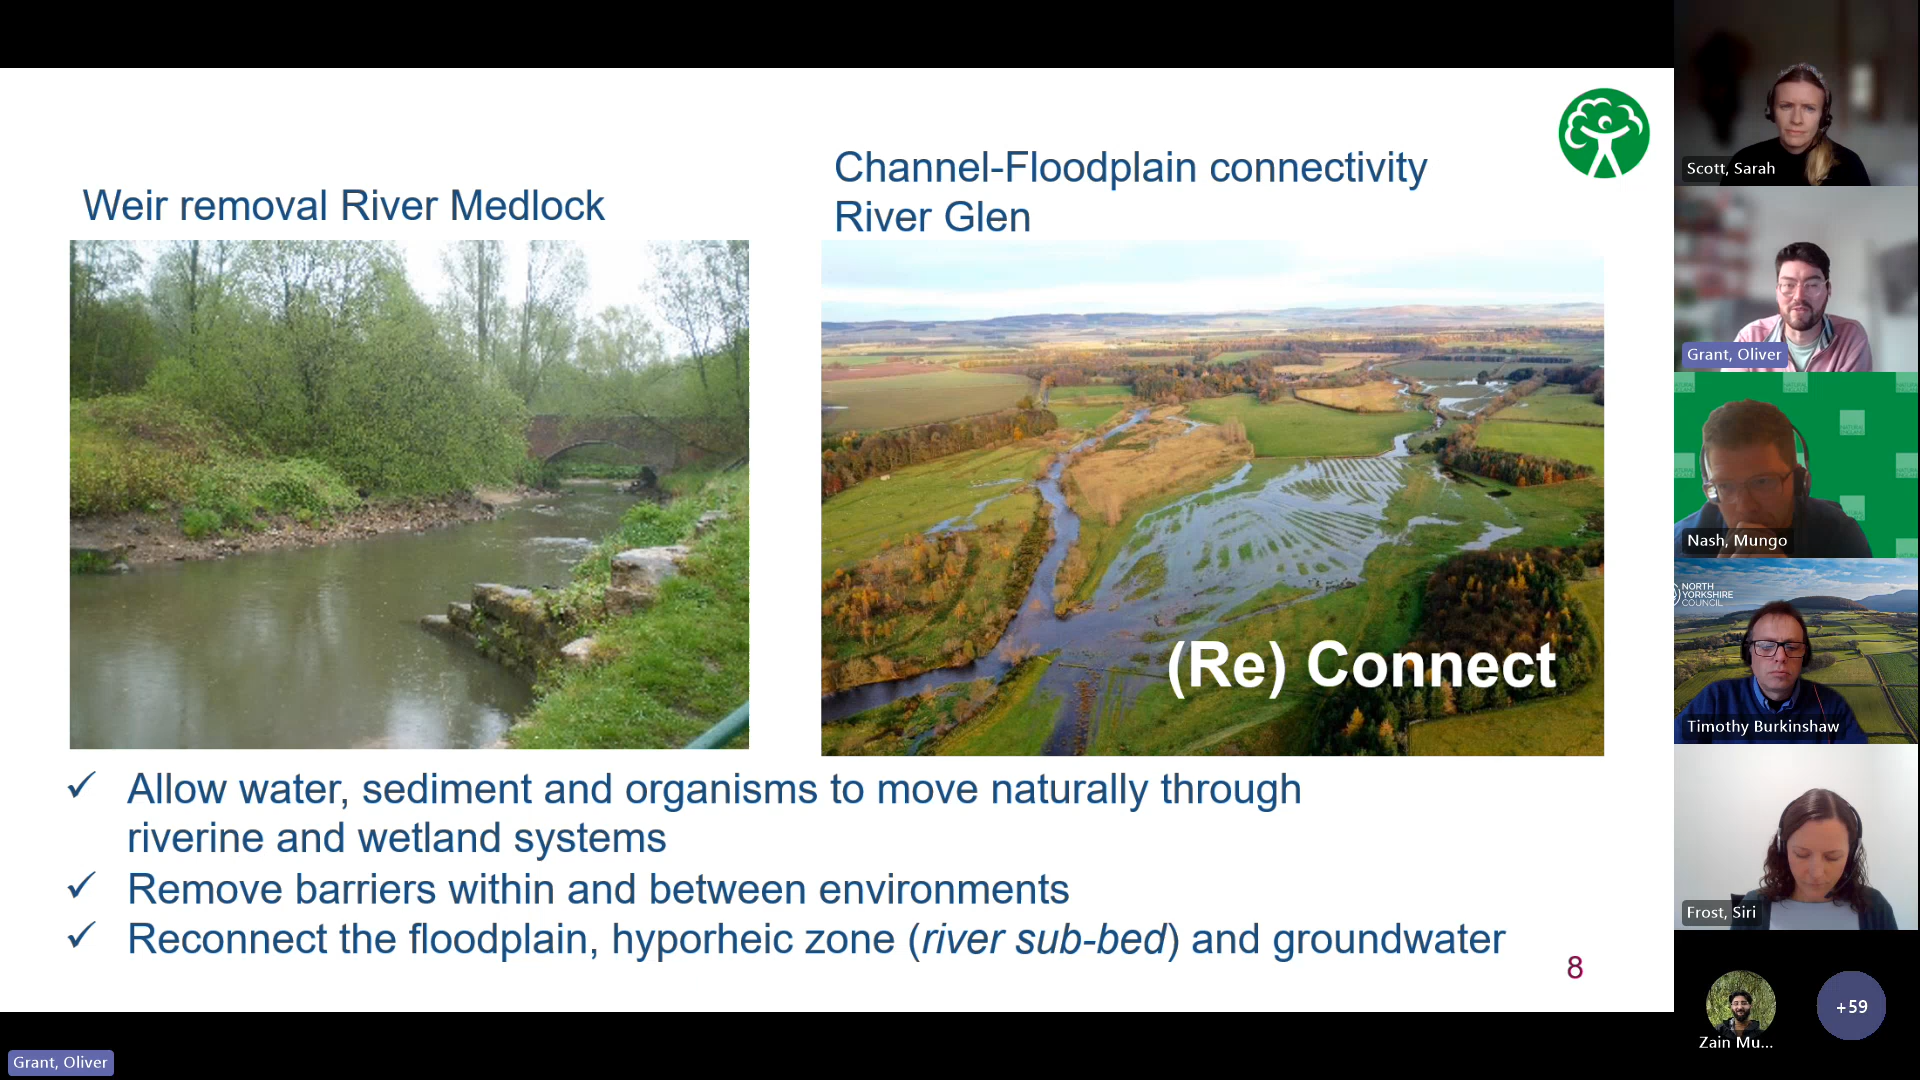 Weir removal River Medlock
Channel-Floodplain connectivity
River Glen
(Re) Connect
✓ Allow water, sediment and organisms to move naturally through
riverine and wetland systems
✓ Remove barriers within and between environments
✓ Reconnect the floodplain, hyporheic zone (river sub-bed) and groundwater
8
Scott, Sarah
Grant, Oliver
Nash, Mungo
NORTH
YORKSHIRE
COUNCIL
Timothy Burkinshaw
Frost, Siri
Zain Mu...
+59
Grant, Oliver